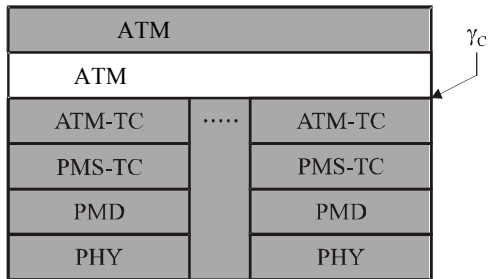 ATM
γC
ATM
ATM-TC ..... ATM-TC
PMS-TC PMS-TC
PMD PMD
PHY PHY